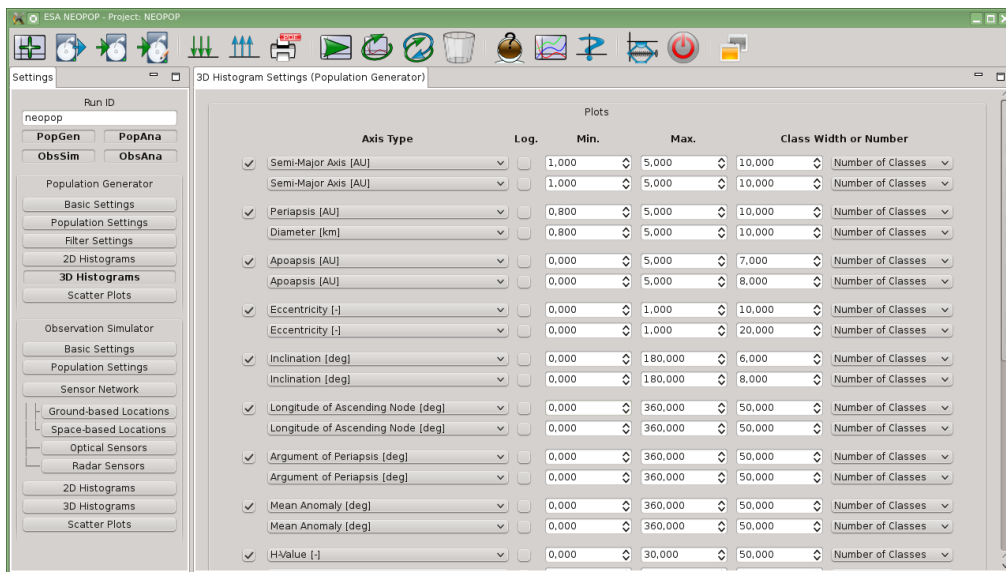 ESA NEOPOP - Project: NEOPOP
PDF
Settings
3D Histogram Settings (Population Generator)
Run ID
neopop
PopGen PopAna
ObsSim ObsAna
Population Generator
Basic Settings
Population Settings
Filter Settings
2D Histograms
3D Histograms
Scatter Plots
Observation Simulator
Basic Settings
Population Settings
Sensor Network
Ground-based Locations
Space-based Locations
Optical Sensors
Radar Sensors
2D Histograms
3D Histograms
Scatter Plots
Plots
Axis Type Log. Min. Max. Class Width or Number
Semi-Major Axis [AU] 1,000 5,000 10,000 Number of Classes
Semi-Major Axis [AU] 1,000 5,000 10,000 Number of Classes
Periapsis [AU] 0,800 5,000 10,000 Number of Classes
Diameter [km] 0,800 5,000 10,000 Number of Classes
Apoapsis [AU] 0,000 5,000 7,000 Number of Classes
Apoapsis [AU] 0,000 5,000 8,000 Number of Classes
Eccentricity [-] 0,000 1,000 10,000 Number of Classes
Eccentricity [-] 0,000 1,000 20,000 Number of Classes
Inclination [deg] 0,000 180,000 6,000 Number of Classes
Inclination [deg] 0,000 180,000 8,000 Number of Classes
Longitude of Ascending Node [deg] 0,000 360,000 50,000 Number of Classes
Longitude of Ascending Node [deg] 0,000 360,000 50,000 Number of Classes
Argument of Periapsis [deg] 0,000 360,000 50,000 Number of Classes
Argument of Periapsis [deg] 0,000 360,000 50,000 Number of Classes
Mean Anomaly [deg] 0,000 360,000 50,000 Number of Classes
Mean Anomaly [deg] 0,000 360,000 50,000 Number of Classes
H-Value [-] 0,000 30,000 50,000 Number of Classes